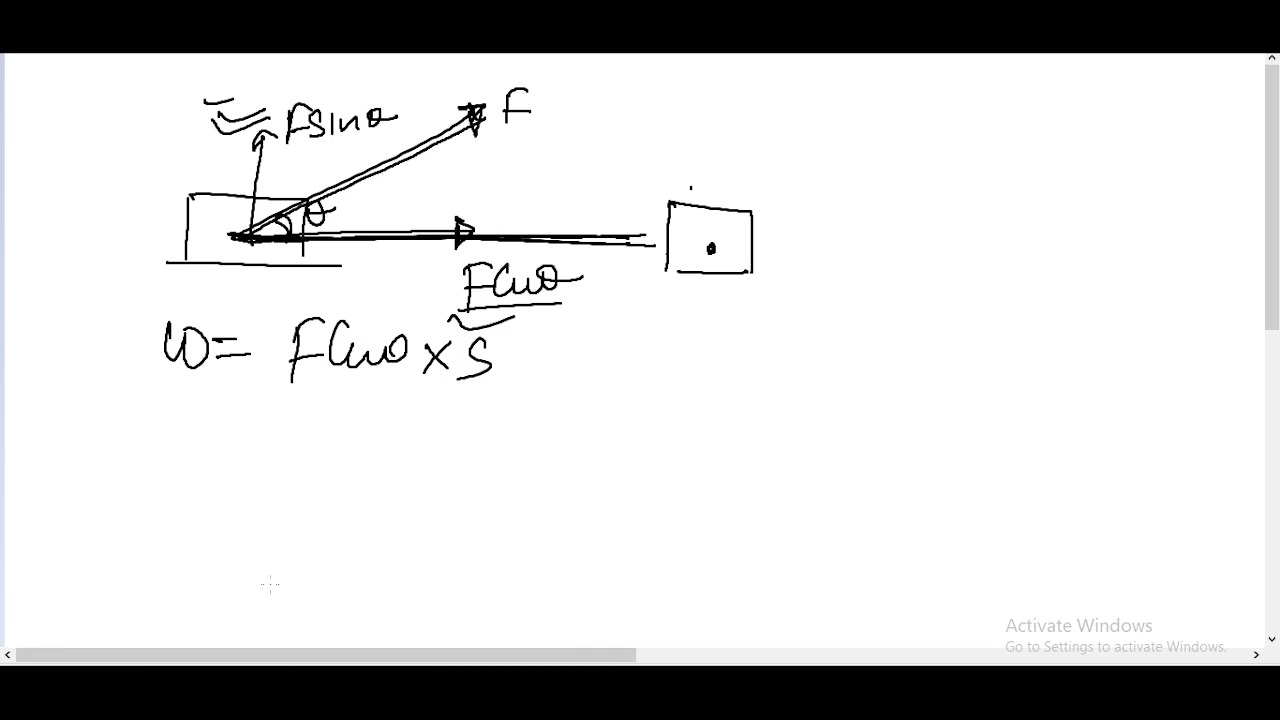 F
Fsinθ
θ
Fcosθ
W= Fcosθ × S
Activate Windows
Go to Settings to activate Windows.